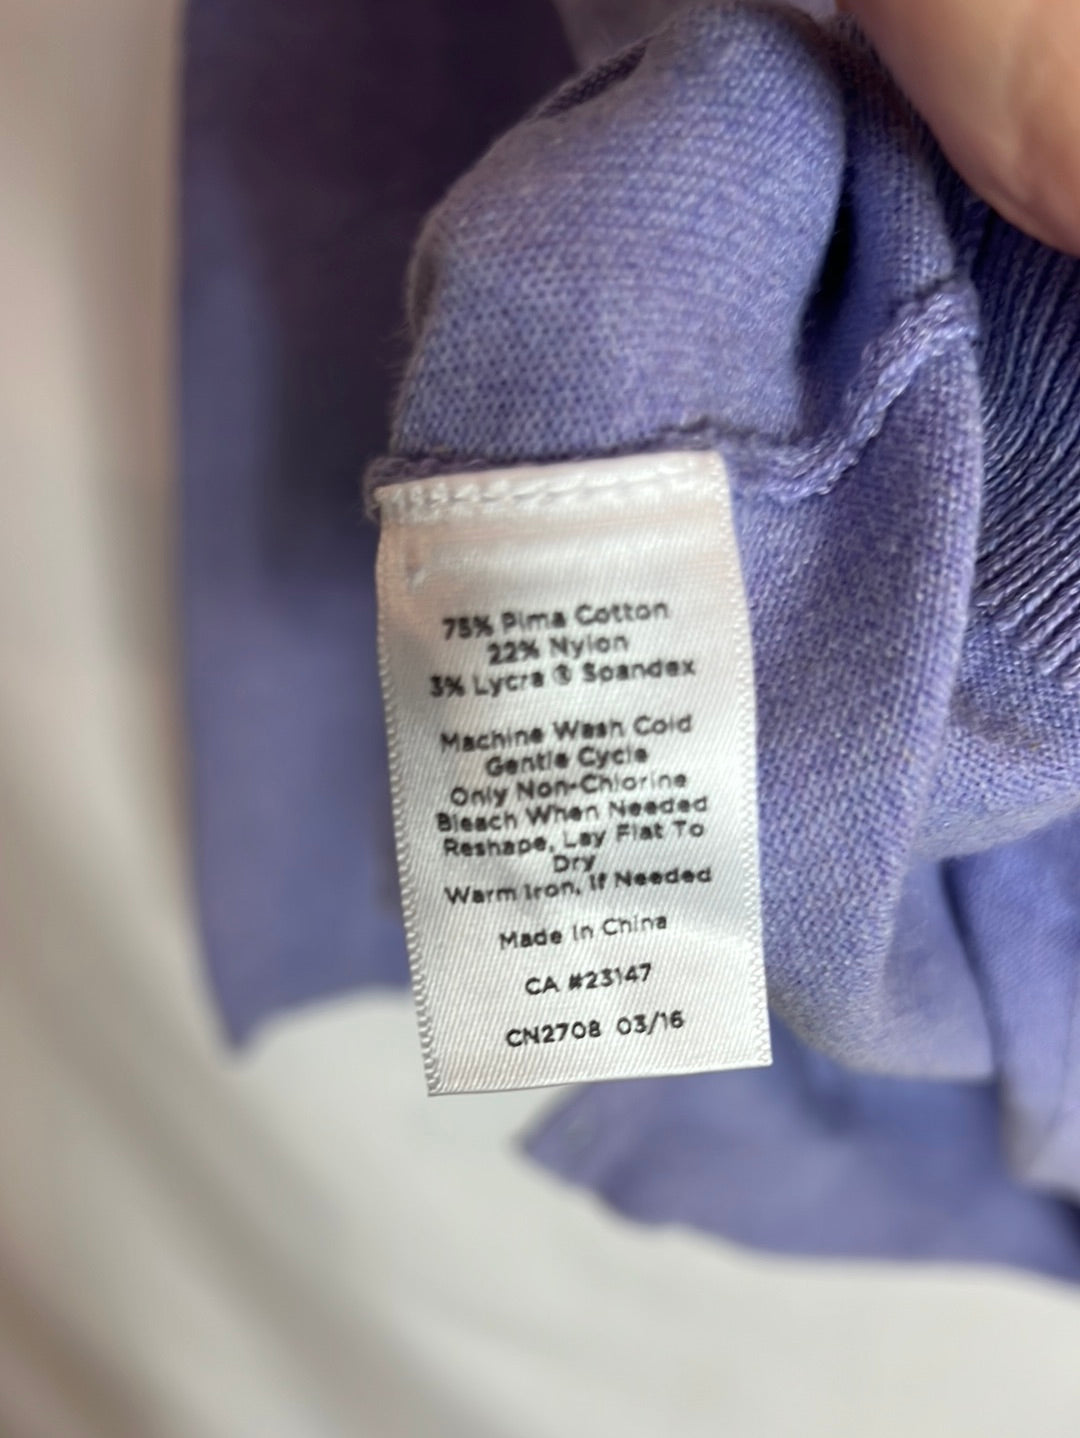 75% Pima Cotton
22% Nylon
3% Lycra ® Spandex
Machine Wash Cold
Gentle Cycle
Only Non-Chlorine
Bleach When Needed
Reshape, Lay Flat To
Dry
Warm Iron, If Needed
Made In China
CA #23147
CN2708 03/16